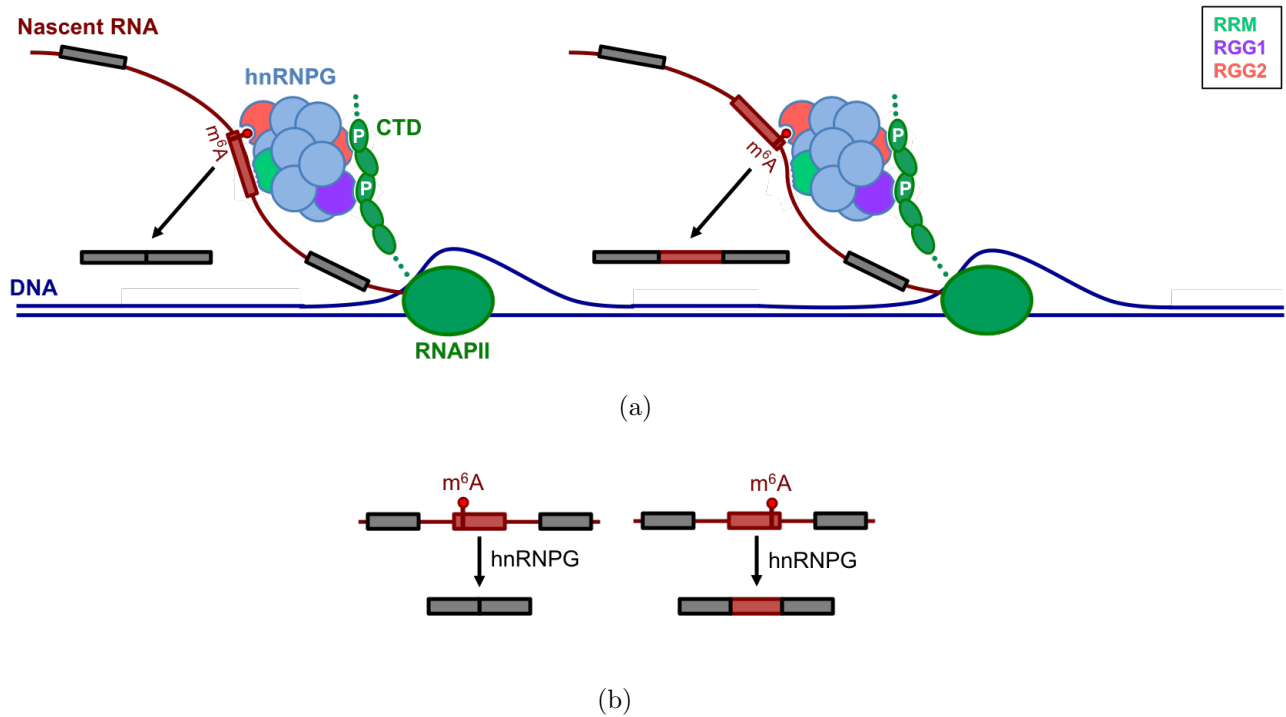 Nascent RNA
hnRNPG
CTD
m⁶A
P
P
DNA
RNAPII
m⁶A
P
P
RRM
RGG1
RGG2
(a)
m⁶A
hnRNPG
m⁶A
hnRNPG
(b)